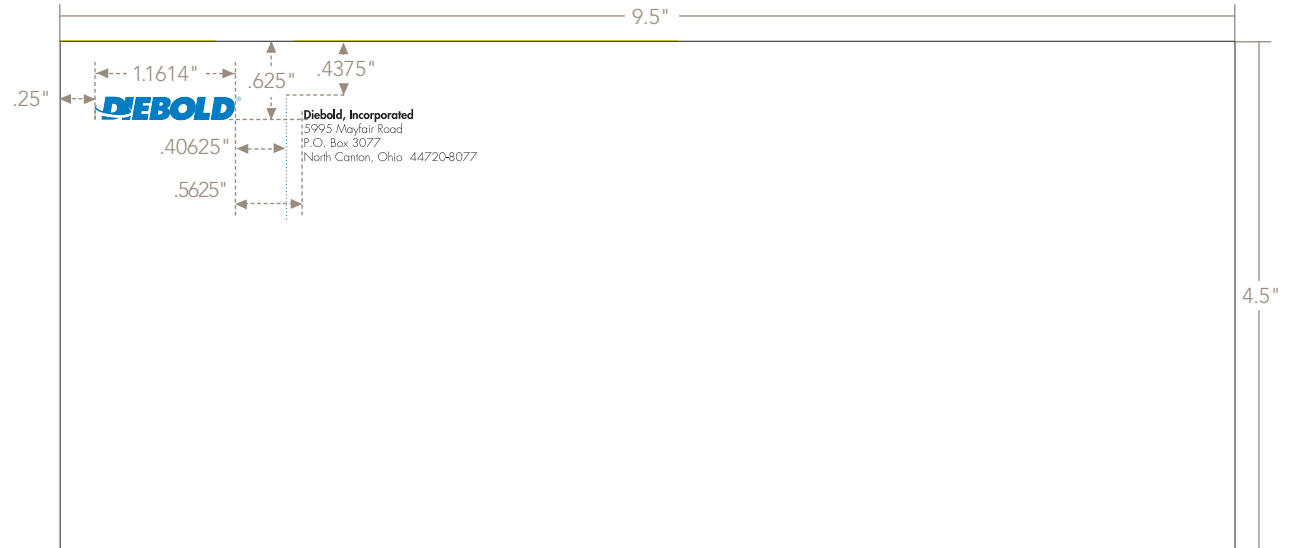 9.5"
1.1614"
.625"
.4375"
.25"
DIEBOLD®
Diebold, Incorporated
5995 Mayfair Road
P.O. Box 3077
North Canton, Ohio 44720-8077
.40625"
.5625"
4.5"